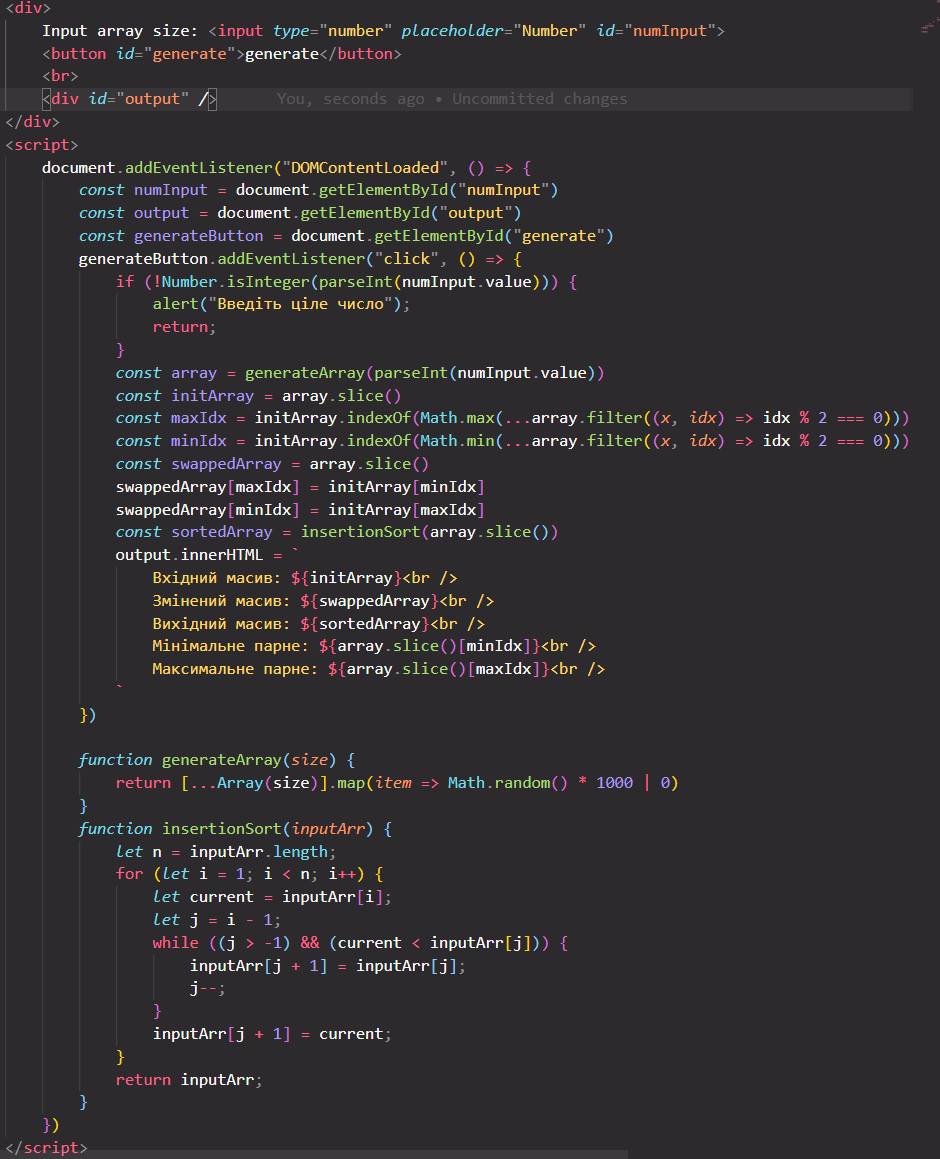 <div>
    Input array size: <input type="number" placeholder="Number" id="numInput">
    <button id="generate">generate</button>
    <br>
    <div id="output" />      You, seconds ago • Uncommitted changes
</div>
<script>
    document.addEventListener("DOMContentLoaded", () => {
        const numInput = document.getElementById("numInput")
        const output = document.getElementById("output")
        const generateButton = document.getElementById("generate")
        generateButton.addEventListener("click", () => {
            if (!Number.isInteger(parseInt(numInput.value))) {
                alert("Введіть ціле число");
                return;
            }
            const array = generateArray(parseInt(numInput.value))
            const initArray = array.slice()
            const maxIdx = initArray.indexOf(Math.max(...array.filter((x, idx) => idx % 2 === 0)))
            const minIdx = initArray.indexOf(Math.min(...array.filter((x, idx) => idx % 2 === 0)))
            const swappedArray = array.slice()
            swappedArray[maxIdx] = initArray[minIdx]
            swappedArray[minIdx] = initArray[maxIdx]
            const sortedArray = insertionSort(array.slice())
            output.innerHTML = `
                Вхідний масив: ${initArray}<br />
                Змінений масив: ${swappedArray}<br />
                Вихідний масив: ${sortedArray}<br />
                Мінімальне парне: ${array.slice()[minIdx]}<br />
                Максимальне парне: ${array.slice()[maxIdx]}<br />
            `
        })

        function generateArray(size) {
            return [...Array(size)].map(item => Math.random() * 1000 | 0)
        }
        function insertionSort(inputArr) {
            let n = inputArr.length;
            for (let i = 1; i < n; i++) {
                let current = inputArr[i];
                let j = i - 1;
                while ((j > -1) && (current < inputArr[j])) {
                    inputArr[j + 1] = inputArr[j];
                    j--;
                }
                inputArr[j + 1] = current;
            }
            return inputArr;
        }
    })
</script>